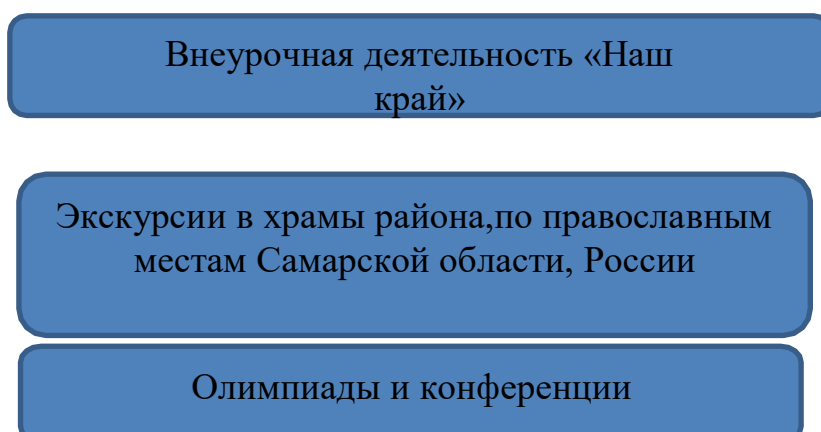 Внеурочная деятельность «Наш
край»
Экскурсии в храмы района,по православным
местам Самарской области, России
Олимпиады и конференции